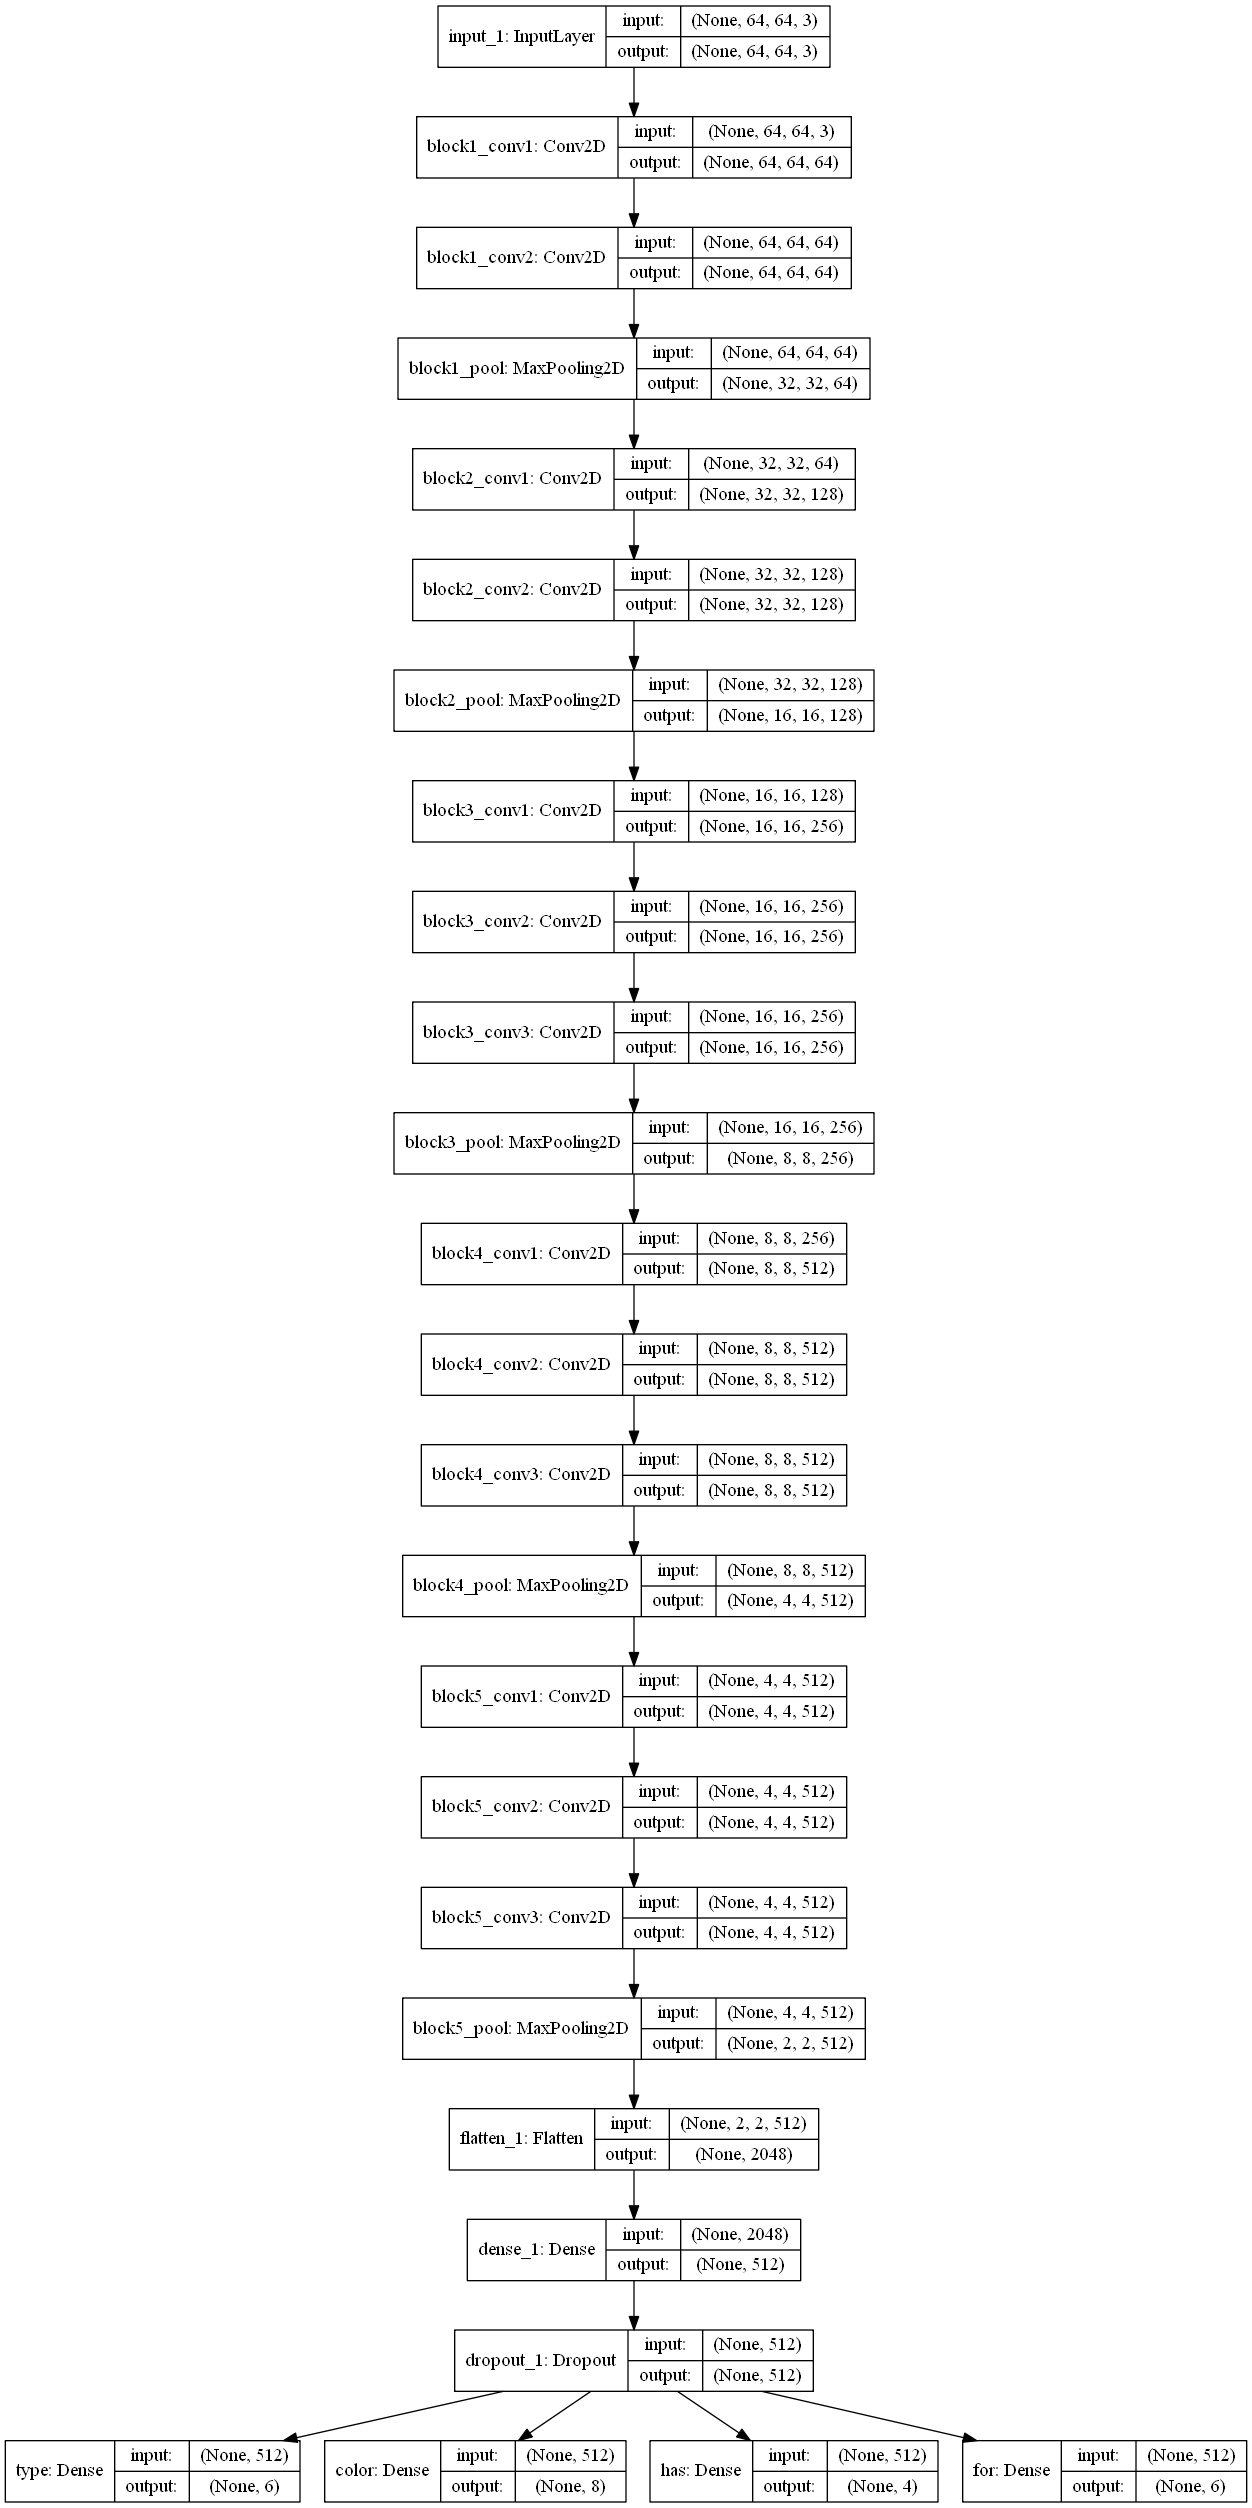 input_1: InputLayer
input: (None, 64, 64, 3)
output: (None, 64, 64, 3)
block1_conv1: Conv2D
input: (None, 64, 64, 3)
output: (None, 64, 64, 64)
block1_conv2: Conv2D
input: (None, 64, 64, 64)
output: (None, 64, 64, 64)
block1_pool: MaxPooling2D
input: (None, 64, 64, 64)
output: (None, 32, 32, 64)
block2_conv1: Conv2D
input: (None, 32, 32, 64)
output: (None, 32, 32, 128)
block2_conv2: Conv2D
input: (None, 32, 32, 128)
output: (None, 32, 32, 128)
block2_pool: MaxPooling2D
input: (None, 32, 32, 128)
output: (None, 16, 16, 128)
block3_conv1: Conv2D
input: (None, 16, 16, 128)
output: (None, 16, 16, 256)
block3_conv2: Conv2D
input: (None, 16, 16, 256)
output: (None, 16, 16, 256)
block3_conv3: Conv2D
input: (None, 16, 16, 256)
output: (None, 16, 16, 256)
block3_pool: MaxPooling2D
input: (None, 16, 16, 256)
output: (None, 8, 8, 256)
block4_conv1: Conv2D
input: (None, 8, 8, 256)
output: (None, 8, 8, 512)
block4_conv2: Conv2D
input: (None, 8, 8, 512)
output: (None, 8, 8, 512)
block4_conv3: Conv2D
input: (None, 8, 8, 512)
output: (None, 8, 8, 512)
block4_pool: MaxPooling2D
input: (None, 8, 8, 512)
output: (None, 4, 4, 512)
block5_conv1: Conv2D
input: (None, 4, 4, 512)
output: (None, 4, 4, 512)
block5_conv2: Conv2D
input: (None, 4, 4, 512)
output: (None, 4, 4, 512)
block5_conv3: Conv2D
input: (None, 4, 4, 512)
output: (None, 4, 4, 512)
block5_pool: MaxPooling2D
input: (None, 4, 4, 512)
output: (None, 2, 2, 512)
flatten_1: Flatten
input: (None, 2, 2, 512)
output: (None, 2048)
dense_1: Dense
input: (None, 2048)
output: (None, 512)
dropout_1: Dropout
input: (None, 512)
output: (None, 512)
type: Dense
input: (None, 512)
output: (None, 6)
color: Dense
input: (None, 512)
output: (None, 8)
has: Dense
input: (None, 512)
output: (None, 4)
for: Dense
input: (None, 512)
output: (None, 6)